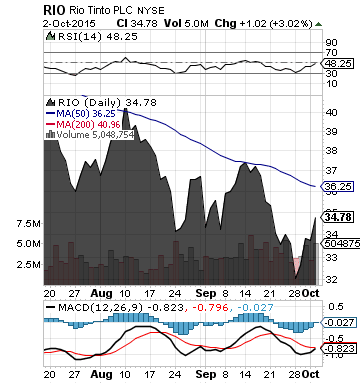 RIO Rio Tinto PLC NYSE
2-Oct-2015 Cl 34.78 Vol 5.0M Chg +1.02 (+3.02%)
RSI(14) 48.25
90
70
48.25
30
10
RIO (Daily) 34.78
MA(50) 36.25
MA(200) 40.96
Volume 5,048,754
40
39
38
37
36.25
35
34.78
34
504875
33
32
7.5M
5.0M
2.5M
20 27 Aug 10 17 24 Sep 8 14 21 28 Oct
MACD(12,26,9) -0.823, -0.796, -0.027
0.5
-0.027
-0.823
20 27 Aug 10 17 24 Sep 8 14 21 28 Oct